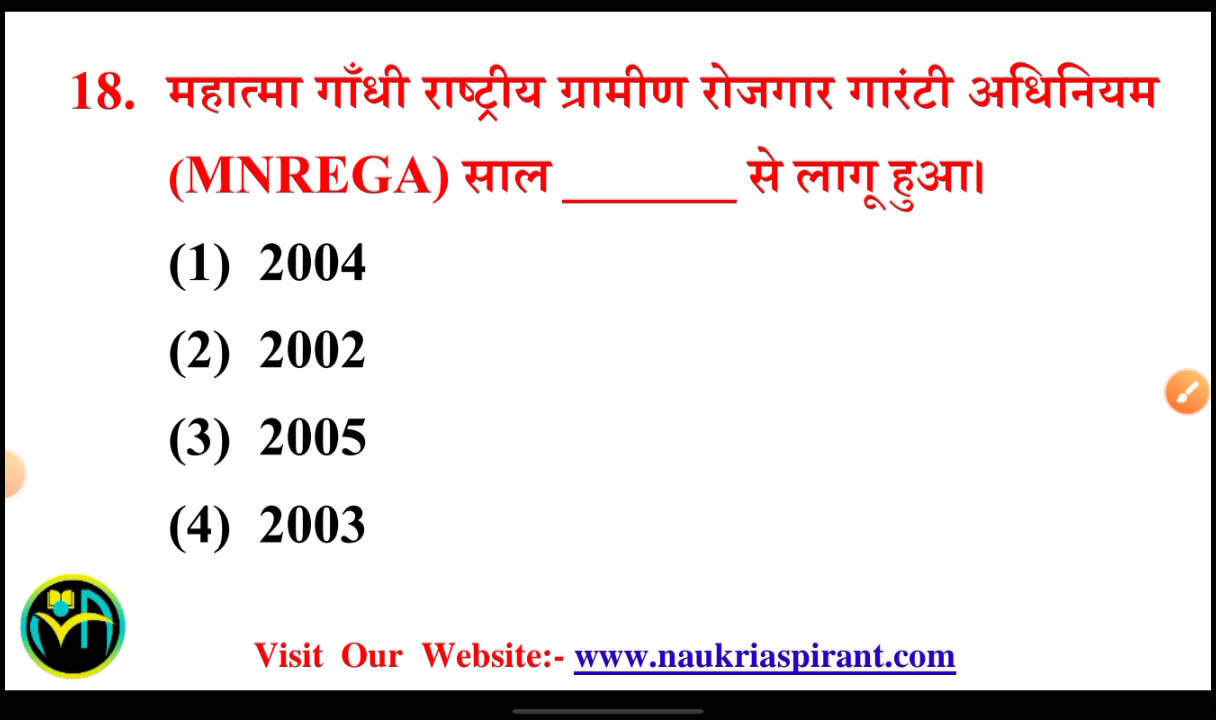 18. महात्मा गाँधी राष्ट्रीय ग्रामीण रोजगार गारंटी अधिनियम
(MNREGA) साल _______ से लागू हुआ।
(1) 2004
(2) 2002
(3) 2005
(4) 2003
Visit Our Website:- www.naukriaspirant.com